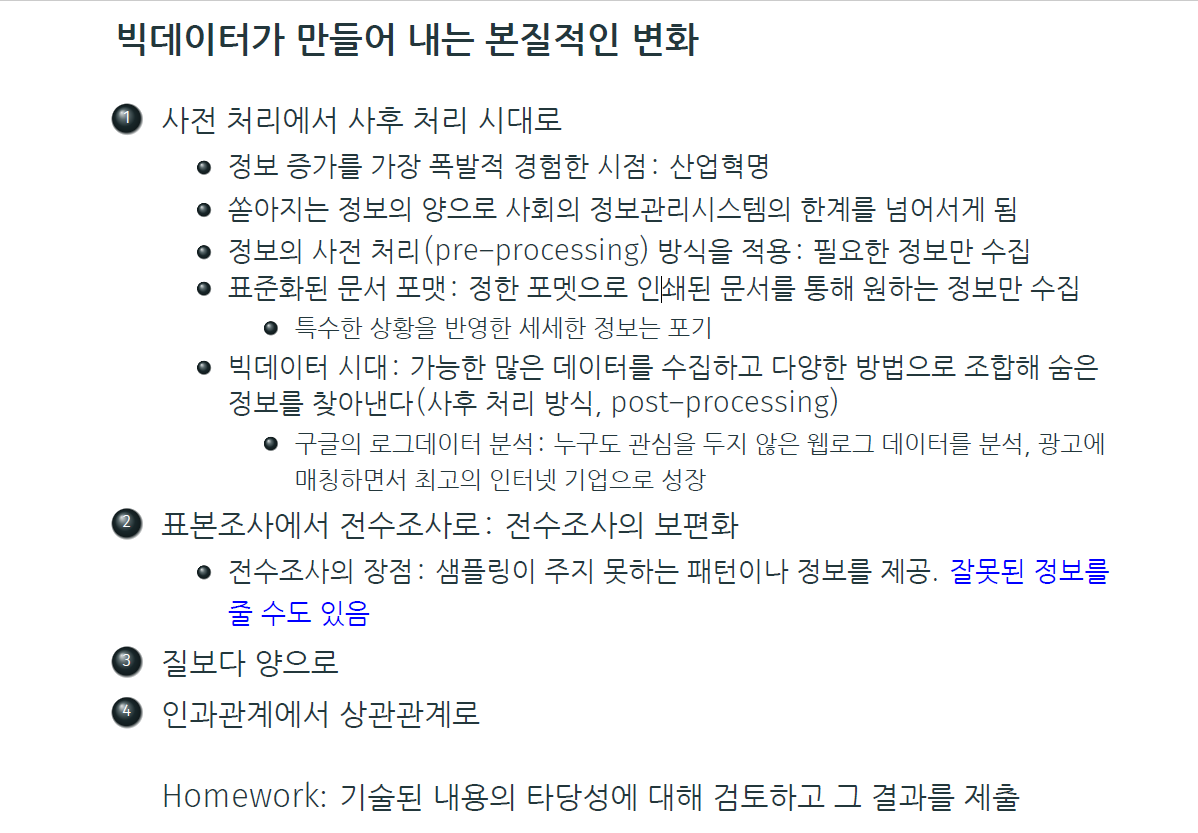 빅데이터가 만들어 내는 본질적인 변화
1 사전 처리에서 사후 처리 시대로
정보 증가를 가장 폭발적 경험한 시점: 산업혁명
쏟아지는 정보의 양으로 사회의 정보관리시스템의 한계를 넘어서게 됨
정보의 사전 처리(pre-processing) 방식을 적용: 필요한 정보만 수집
표준화된 문서 포맷: 정한 포멧으로 인쇄된 문서를 통해 원하는 정보만 수집
특수한 상황을 반영한 세세한 정보는 포기
빅데이터 시대: 가능한 많은 데이터를 수집하고 다양한 방법으로 조합해 숨은
정보를 찾아낸다(사후 처리 방식, post-processing)
구글의 로그데이터 분석: 누구도 관심을 두지 않은 웹로그 데이터를 분석, 광고에
매칭하면서 최고의 인터넷 기업으로 성장
2 표본조사에서 전수조사로: 전수조사의 보편화
전수조사의 장점: 샘플링이 주지 못하는 패턴이나 정보를 제공. 잘못된 정보를
줄 수도 있음
3 질보다 양으로
4 인과관계에서 상관관계로
Homework: 기술된 내용의 타당성에 대해 검토하고 그 결과를 제출